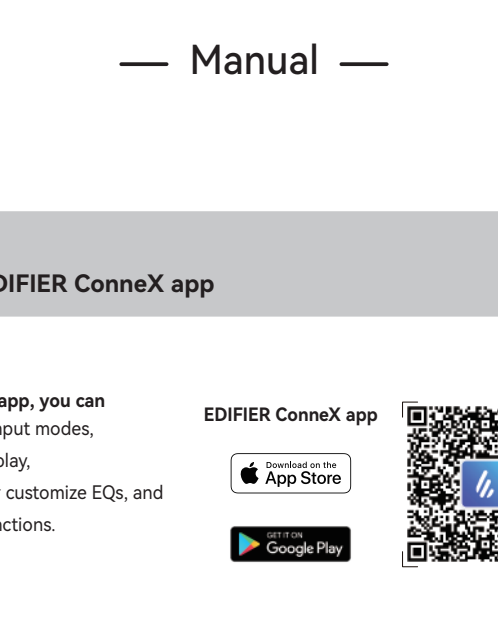 Manual
DIFIER ConneX app
app, you can
nput modes,
play,
customize EQs, and
nctions.
EDIFIER ConneX app
Download on the
App Store
GET IT ON
Google Play